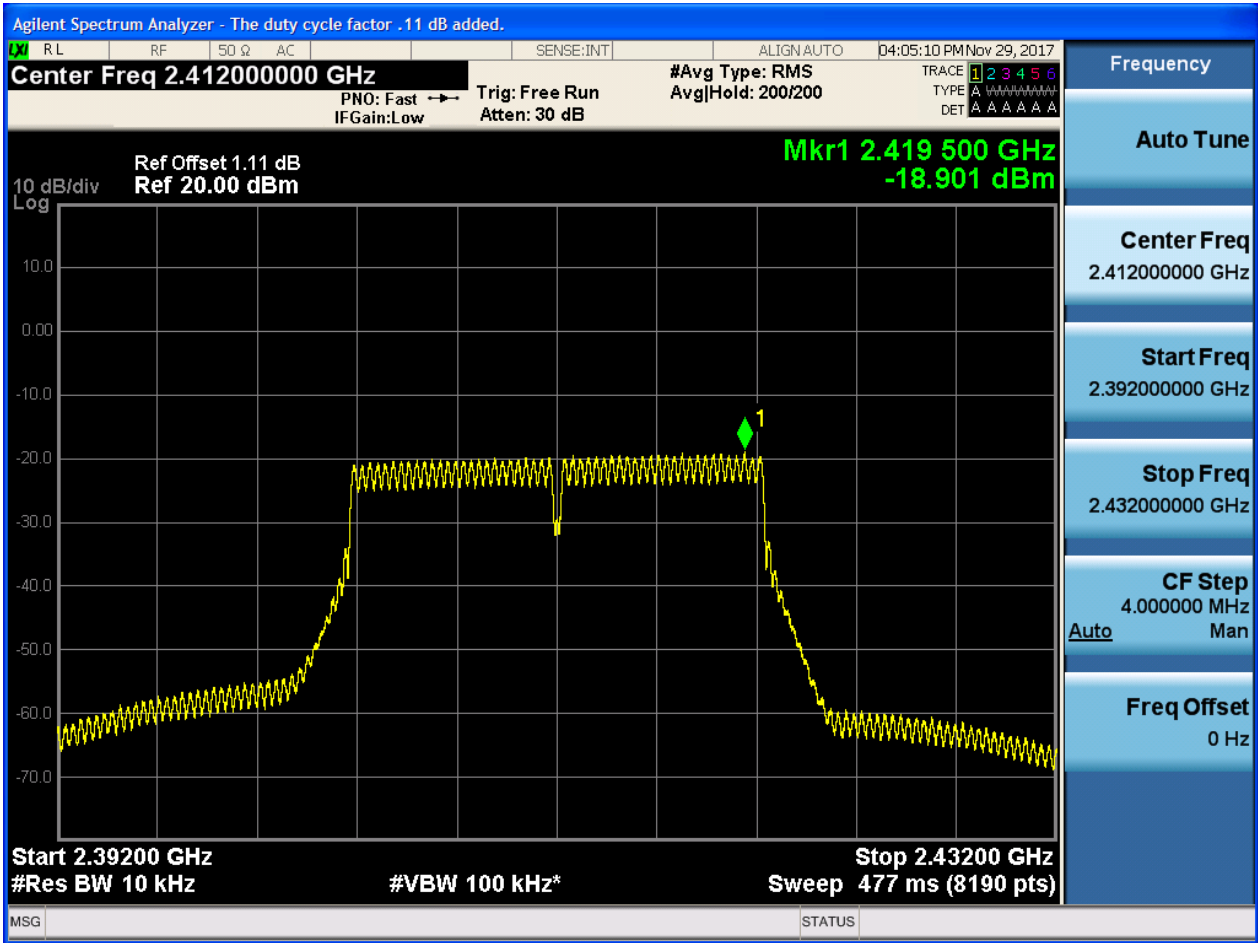 Agilent Spectrum Analyzer - The duty cycle factor .11 dB added.
LXI RL RF 50 Ω AC SENSE:INT ALIGN AUTO 04:05:10 PM Nov 29, 2017
Center Freq 2.412000000 GHz
PNO: Fast
IFGain:Low
Trig: Free Run
Atten: 30 dB
#Avg Type: RMS
Avg|Hold: 200/200
TRACE 1 2 3 4 5 6
TYPE A WWWWW
DET A A A A A A
Mkr1 2.419 500 GHz
-18.901 dBm
Ref Offset 1.11 dB
10 dB/div Ref 20.00 dBm
Log
10.0
0.00
1
-10.0
-20.0
-30.0
-40.0
-50.0
-60.0
-70.0
Start 2.39200 GHz Stop 2.43200 GHz
#Res BW 10 kHz #VBW 100 kHz* Sweep 477 ms (8190 pts)
MSG STATUS
Frequency
Auto Tune
Center Freq
2.412000000 GHz
Start Freq
2.392000000 GHz
Stop Freq
2.432000000 GHz
CF Step
4.000000 MHz
Auto Man
Freq Offset
0 Hz